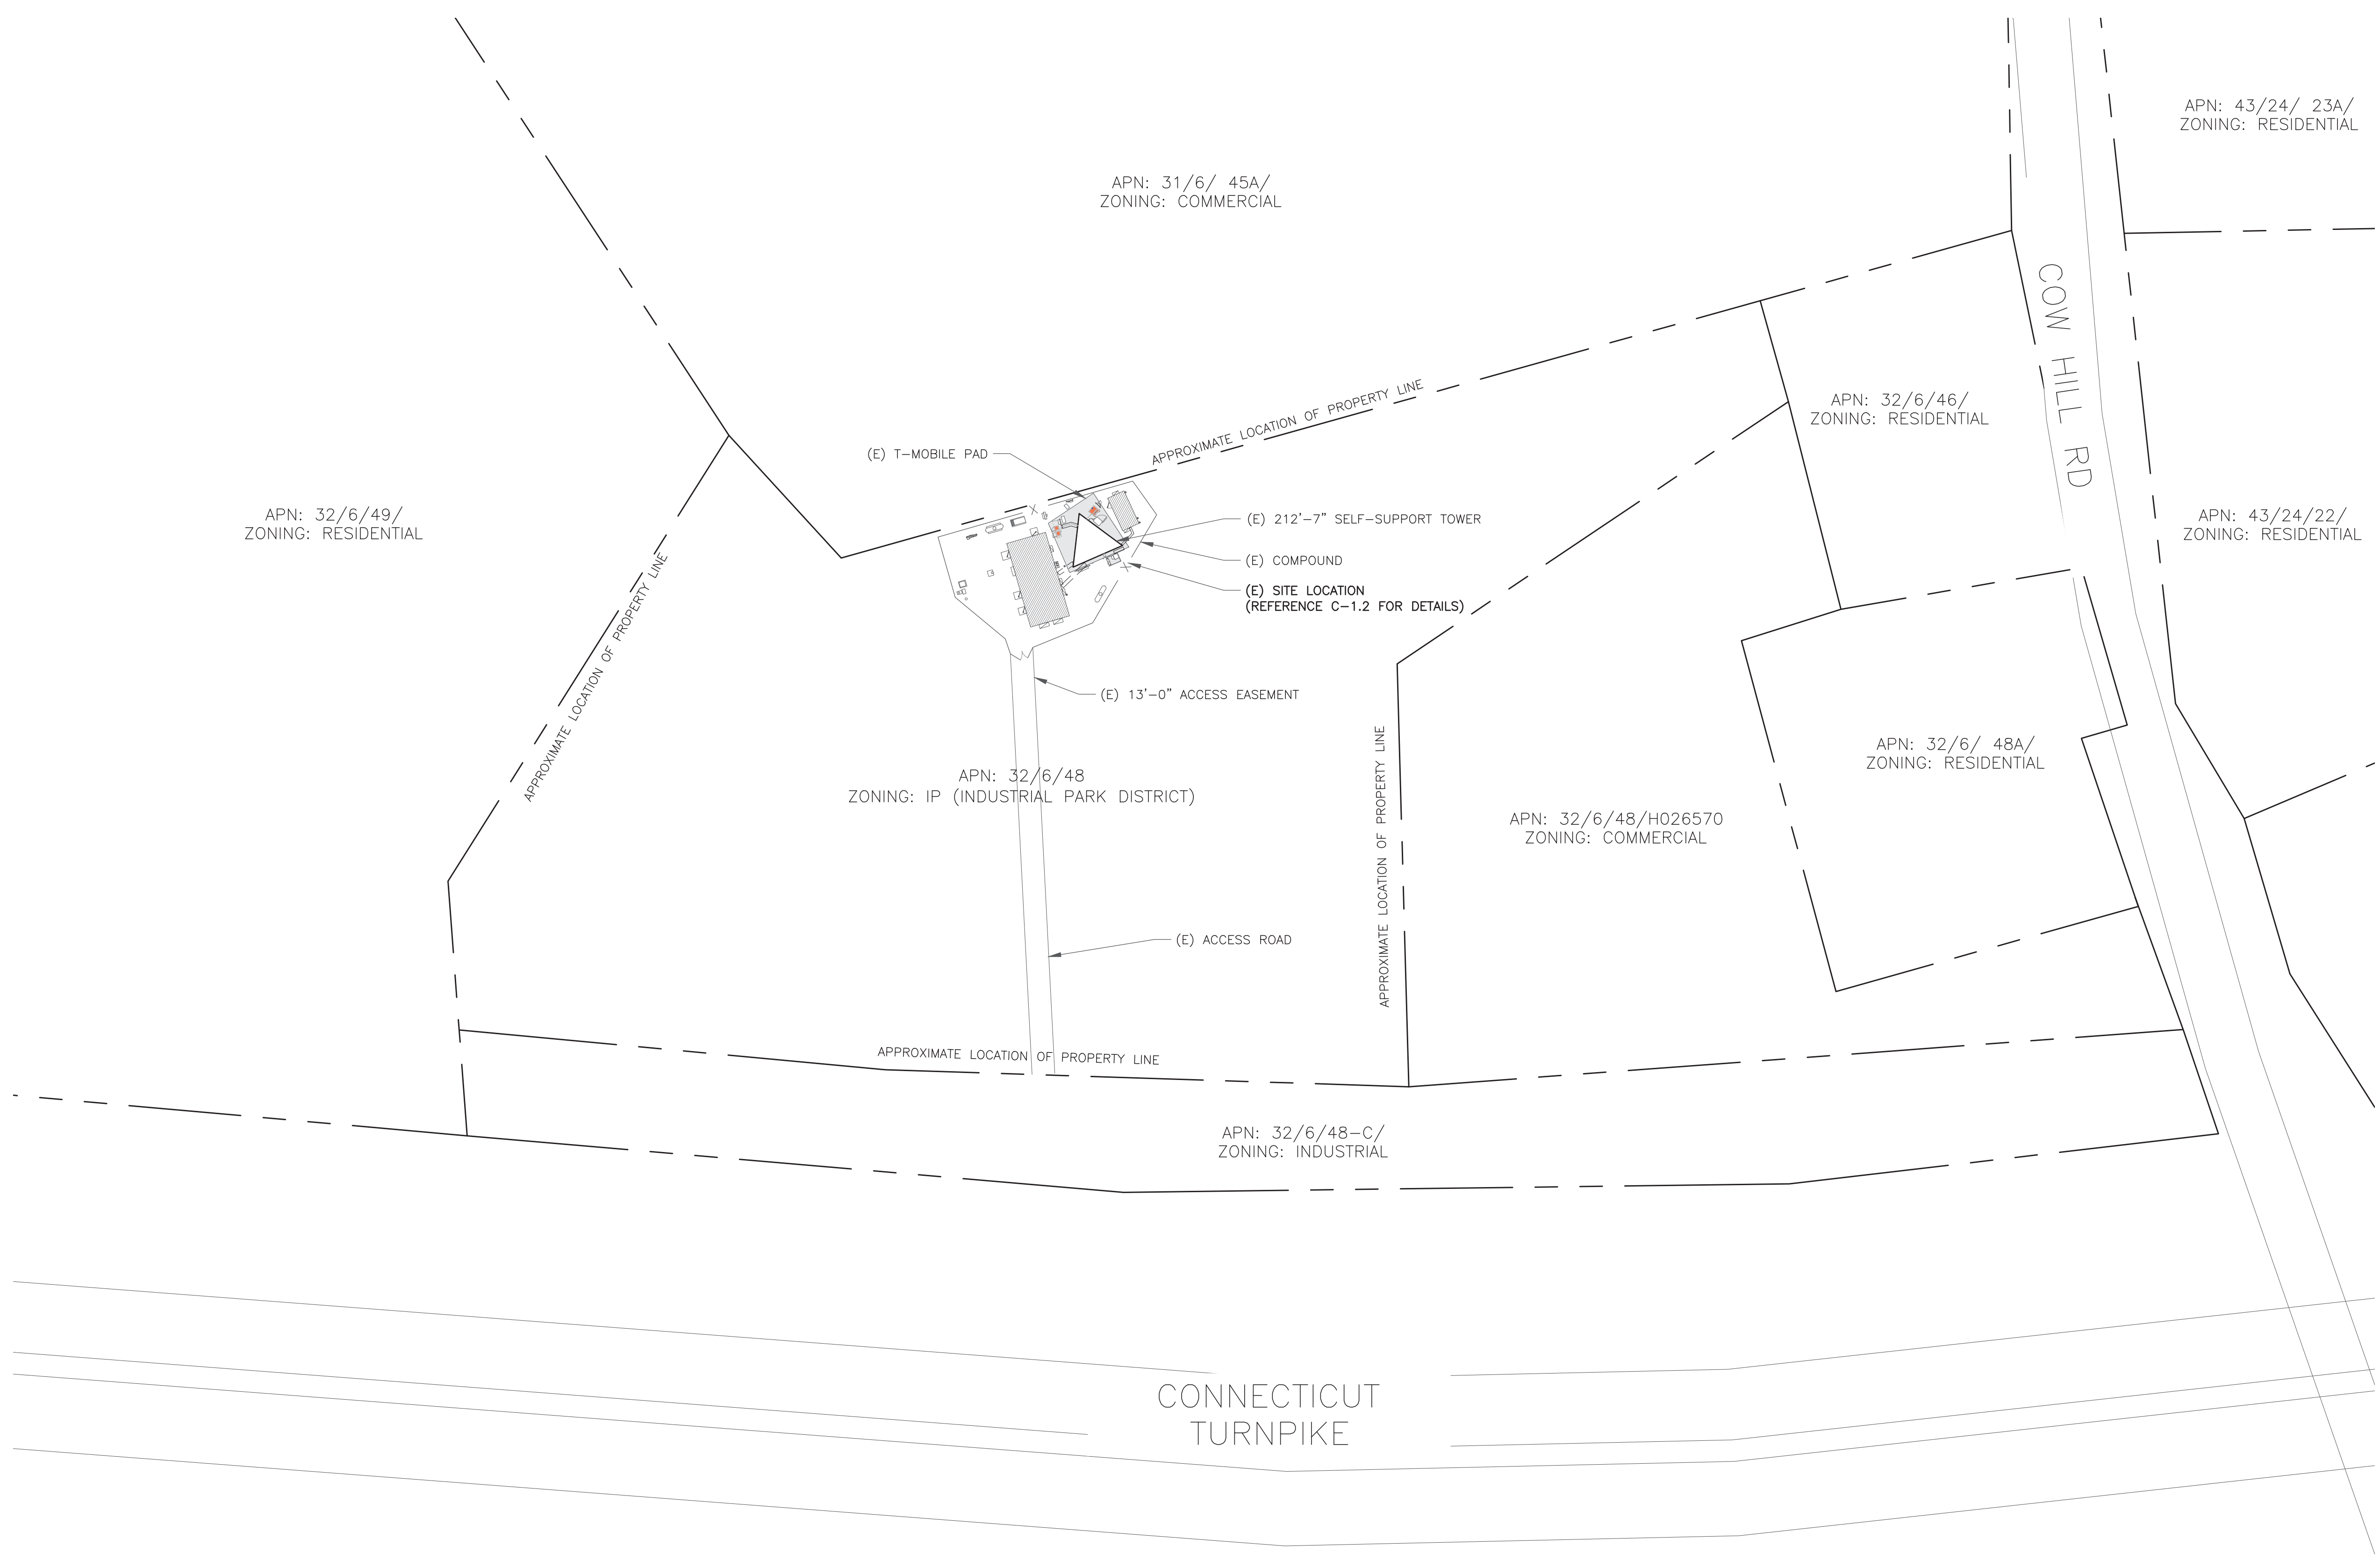 APN: 43/24/ 23A/
ZONING: RESIDENTIAL
APN: 31/6/ 45A/
ZONING: COMMERCIAL
COW HILL RD
APPROXIMATE LOCATION OF PROPERTY LINE
APN: 32/6/46/
ZONING: RESIDENTIAL
(E) T-MOBILE PAD
APN: 32/6/49/
ZONING: RESIDENTIAL
(E) 212'-7" SELF-SUPPORT TOWER
APN: 43/24/22/
ZONING: RESIDENTIAL
(E) COMPOUND
(E) SITE LOCATION
(REFERENCE C-1.2 FOR DETAILS)
APPROXIMATE LOCATION OF PROPERTY LINE
(E) 13'-0" ACCESS EASEMENT
APN: 32/6/48
ZONING: IP (INDUSTRIAL PARK DISTRICT)
APPROXIMATE LOCATION OF PROPERTY LINE
APN: 32/6/ 48A/
ZONING: RESIDENTIAL
APN: 32/6/48/H026570
ZONING: COMMERCIAL
(E) ACCESS ROAD
APPROXIMATE LOCATION OF PROPERTY LINE
APN: 32/6/48-C/
ZONING: INDUSTRIAL
CONNECTICUT
TURNPIKE